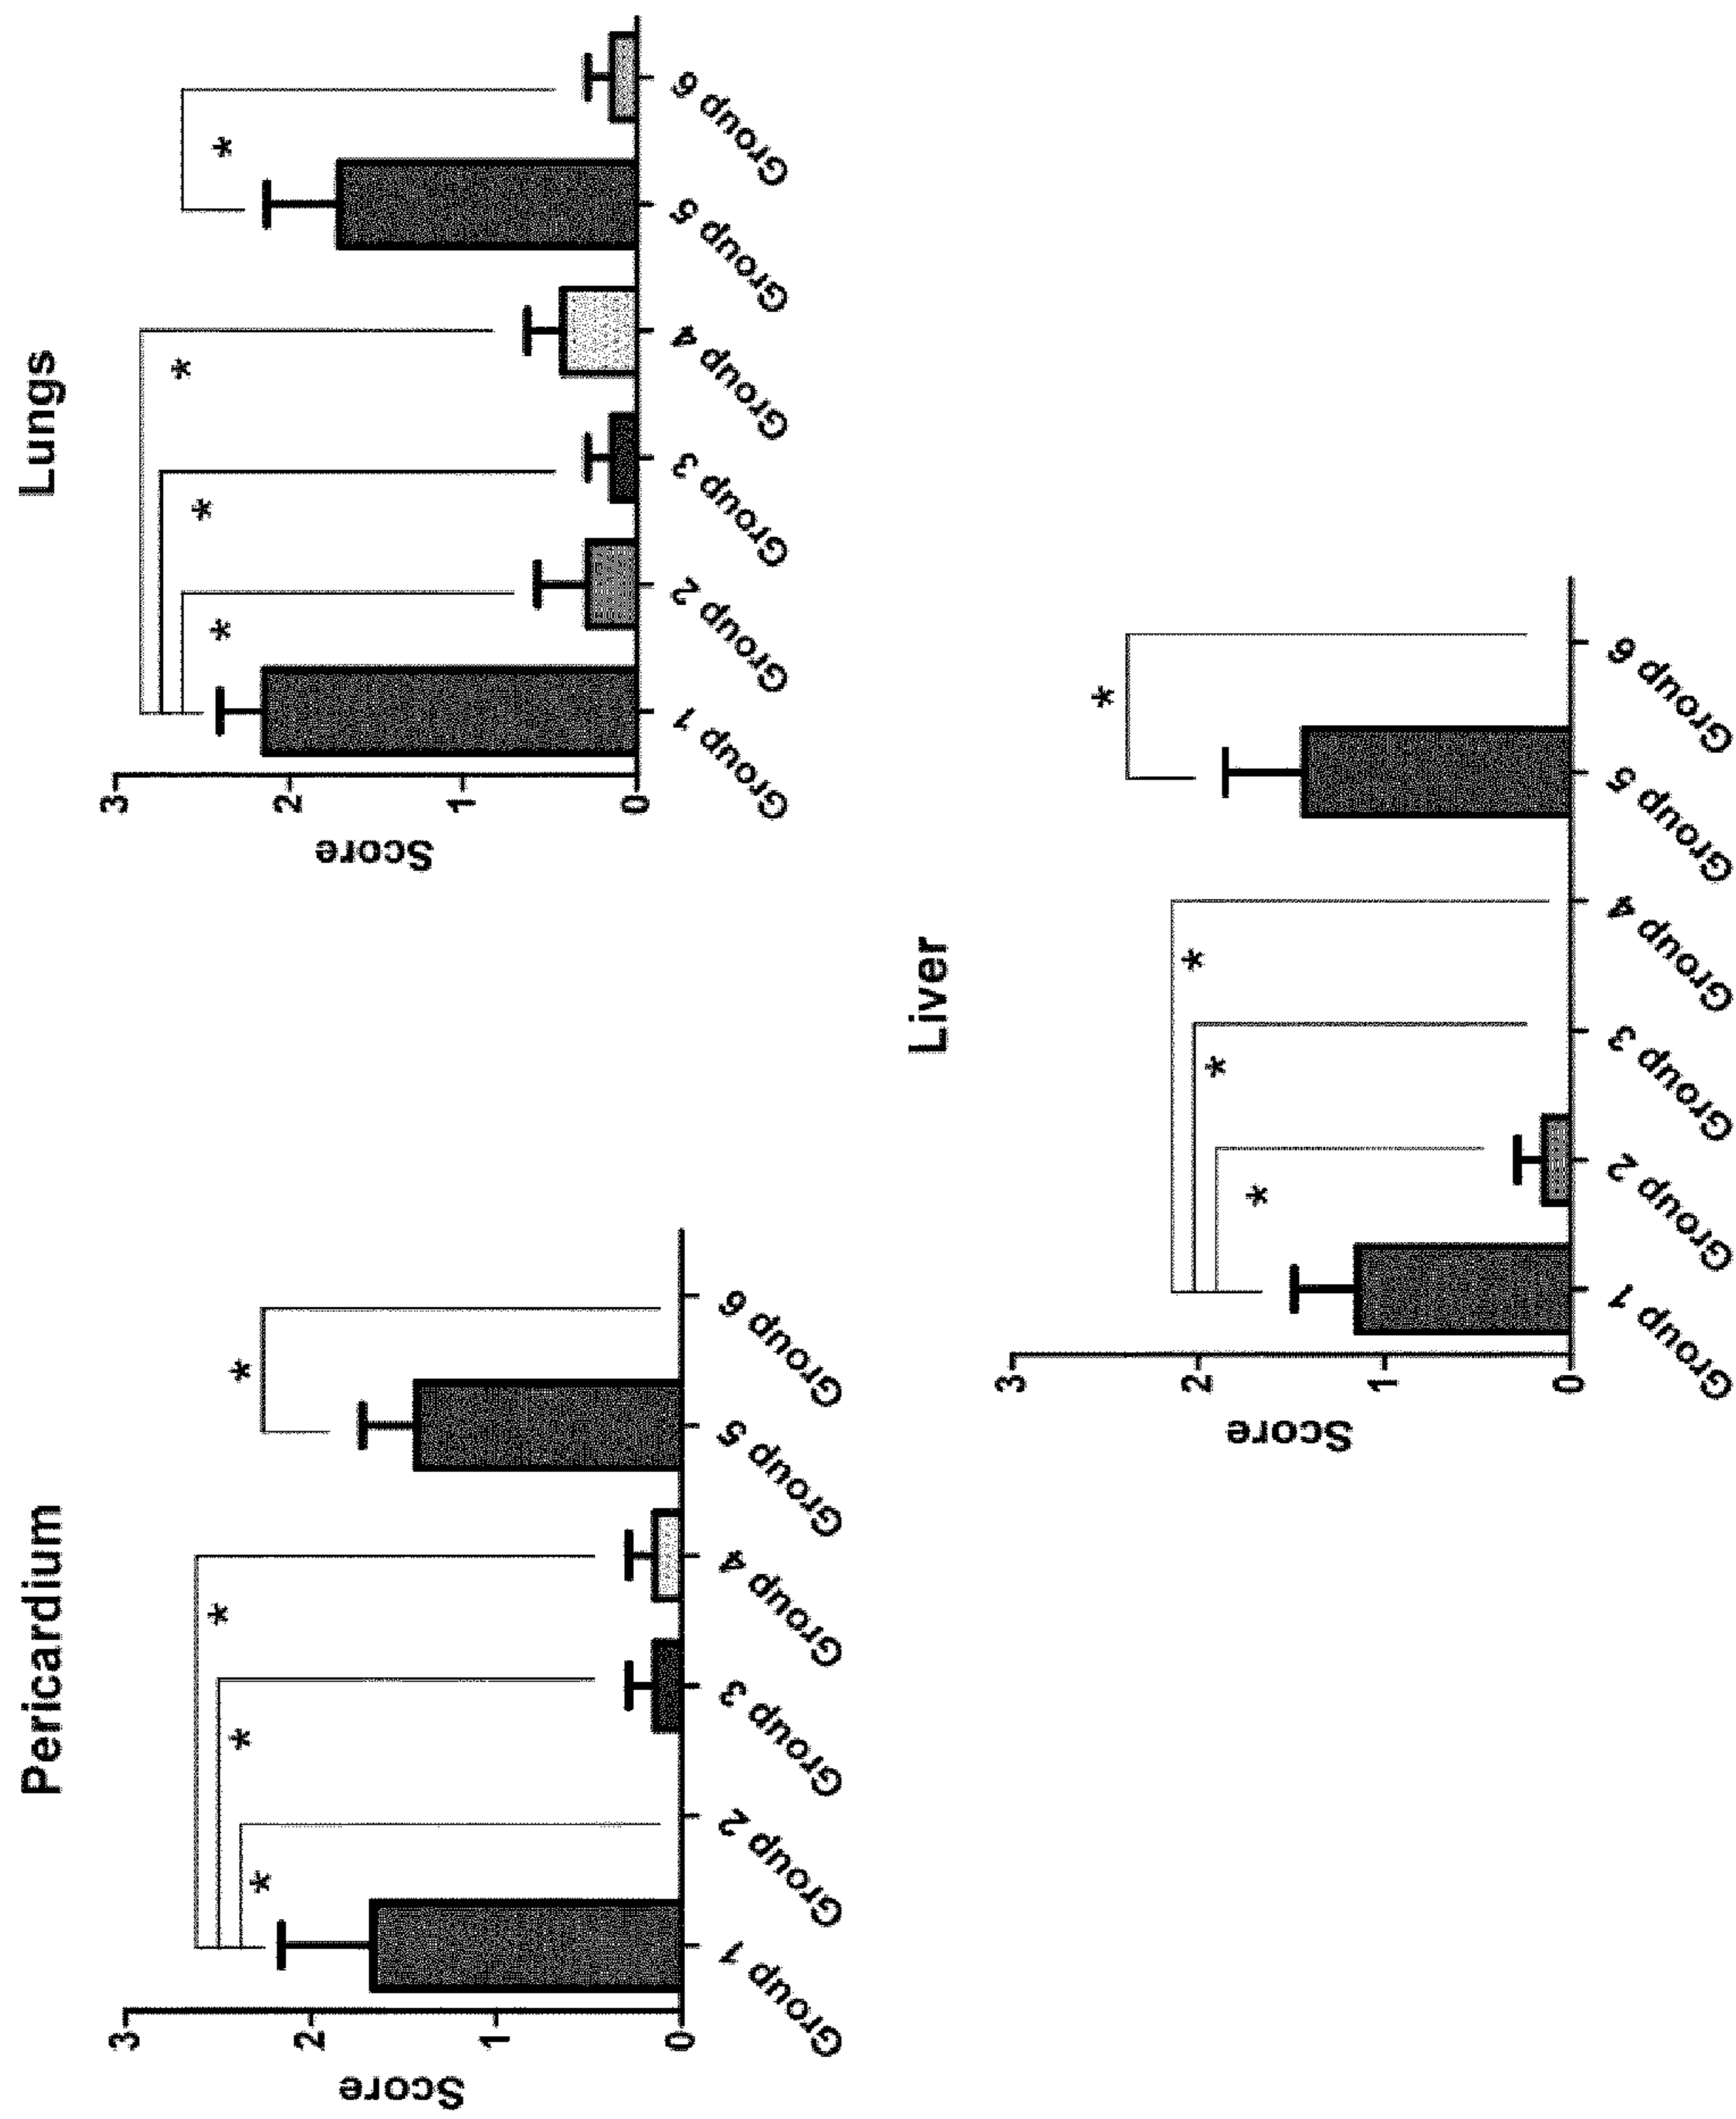 Pericardium
Score
3
2
1
0
Group 1
Group 2
Group 3
Group 4
Group 5
Group 6
*
*
*
*
Lungs
Score
3
2
1
0
Group 1
Group 2
Group 3
Group 4
Group 5
Group 6
*
*
*
*
Liver
Score
3
2
1
0
Group 1
Group 2
Group 3
Group 4
Group 5
Group 6
*
*
*
*